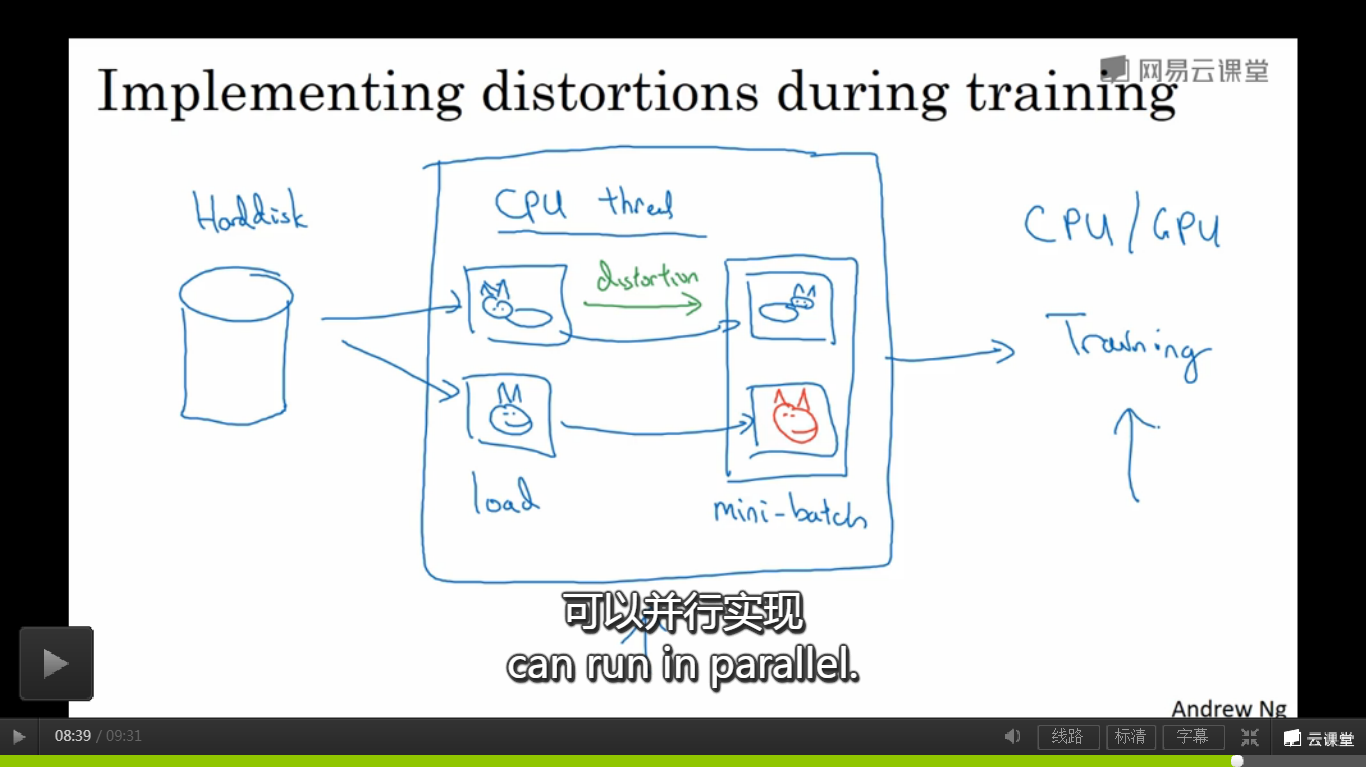 Implementing distortions during training
网易云课堂
Harddisk
CPU thread
CPU/GPU
distortion
Training
load
mini-batch
可以并行实现
can run in parallel.
Andrew Ng
08:39 / 09:31
线路
标清
字幕
云课堂